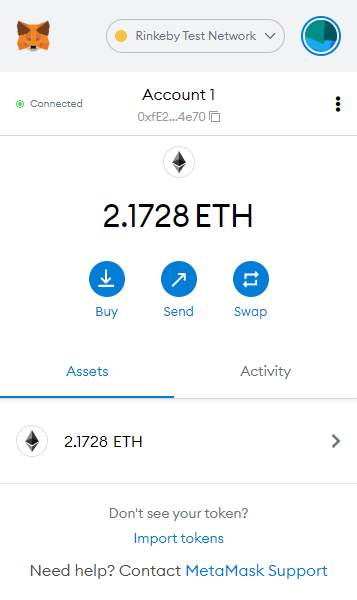 Rinkeby Test Network
Connected
Account 1
0xfE2...4e70
2.1728 ETH
Buy
Send
Swap
Assets
Activity
2.1728 ETH
Don't see your token?
Import tokens
Need help? Contact MetaMask Support